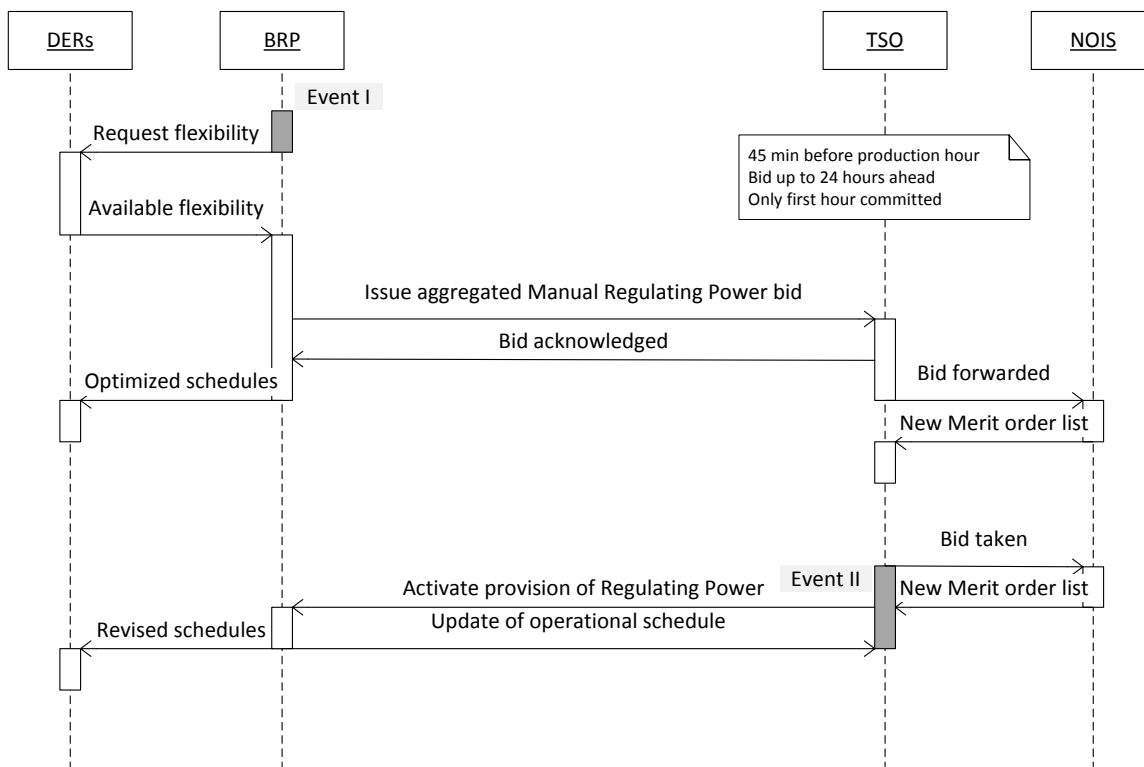 DERs
BRP
TSO
NOIS
Event I
Request flexibility
45 min before production hour
Bid up to 24 hours ahead
Only first hour committed
Available flexibility
Issue aggregated Manual Regulating Power bid
Bid acknowledged
Optimized schedules
Bid forwarded
New Merit order list
Bid taken
Event II
Activate provision of Regulating Power
New Merit order list
Revised schedules
Update of operational schedule